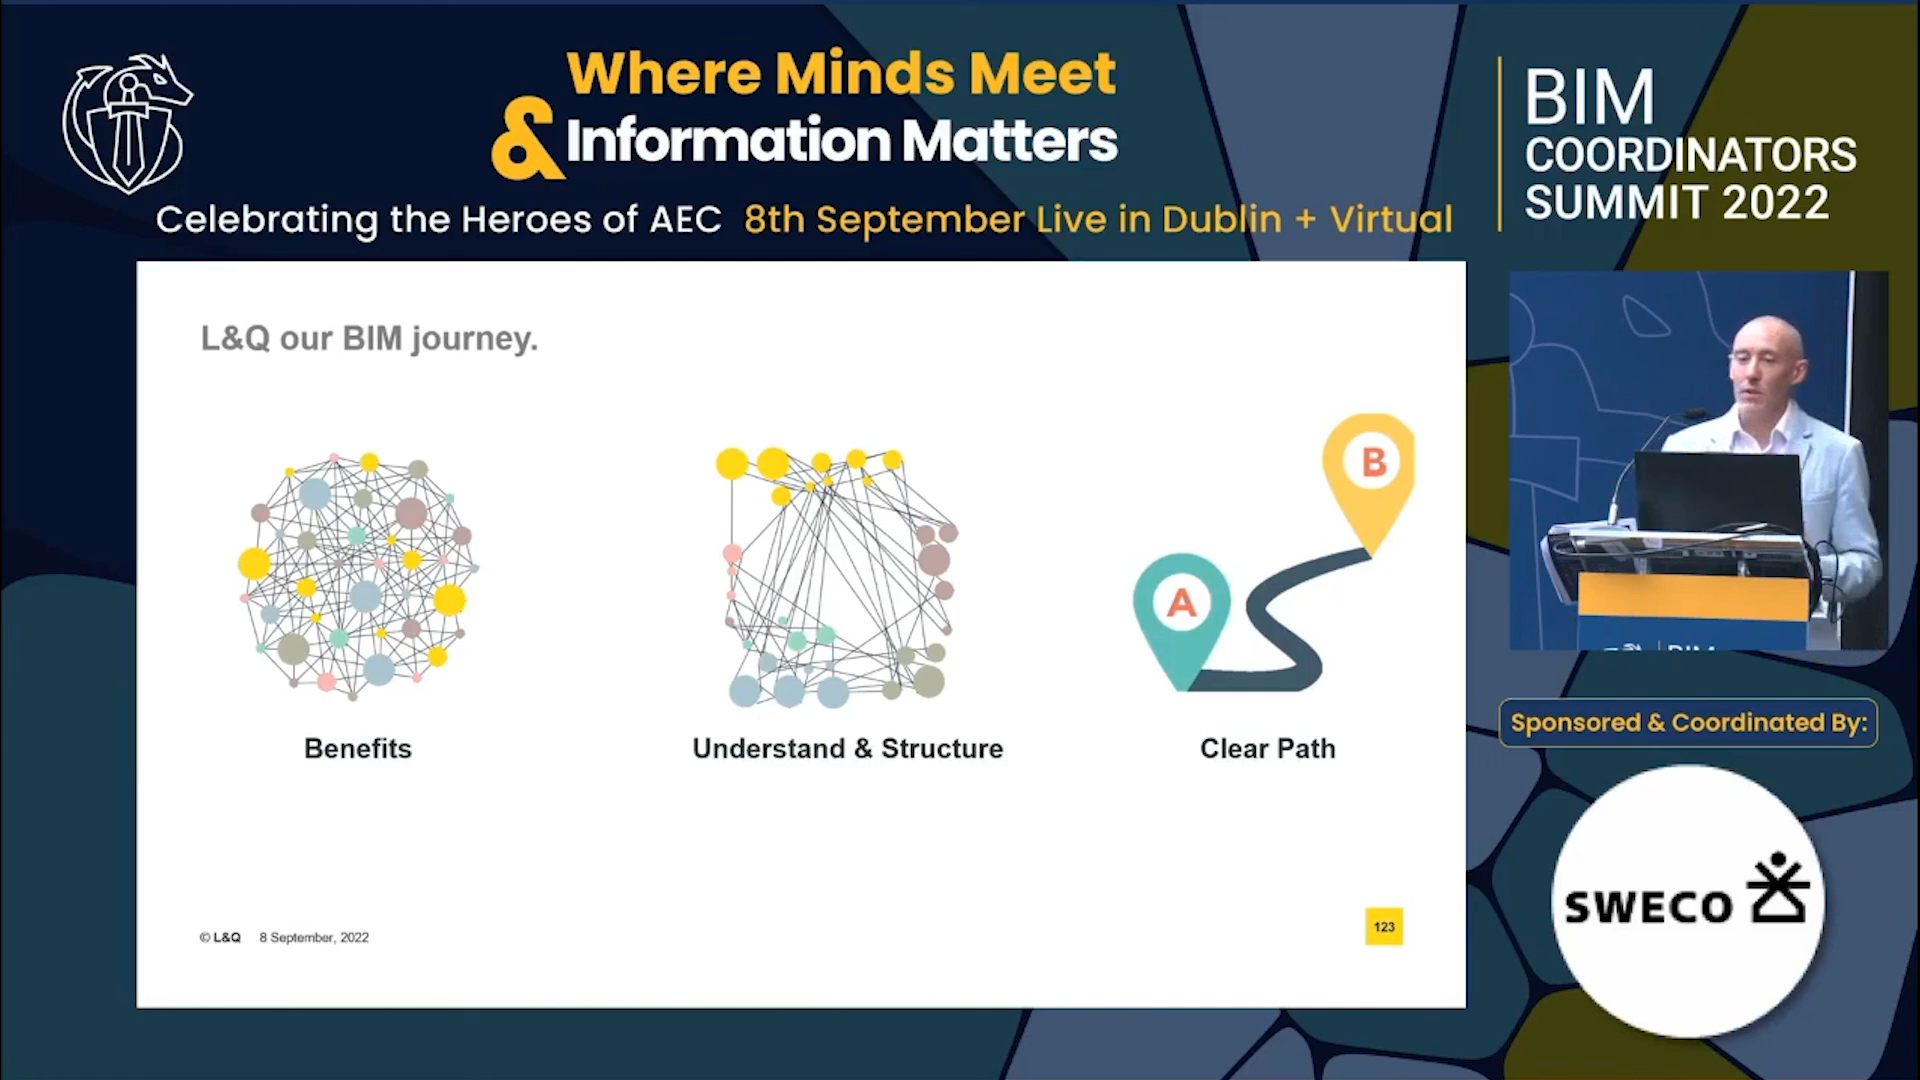 Where Minds Meet
& Information Matters
Celebrating the Heroes of AEC 8th September Live in Dublin + Virtual
BIM
COORDINATORS
SUMMIT 2022
L&Q our BIM journey.
A
B
Benefits
Understand & Structure
Clear Path
© L&Q 8 September, 2022
123
BIM
Sponsored & Coordinated By:
SWECO